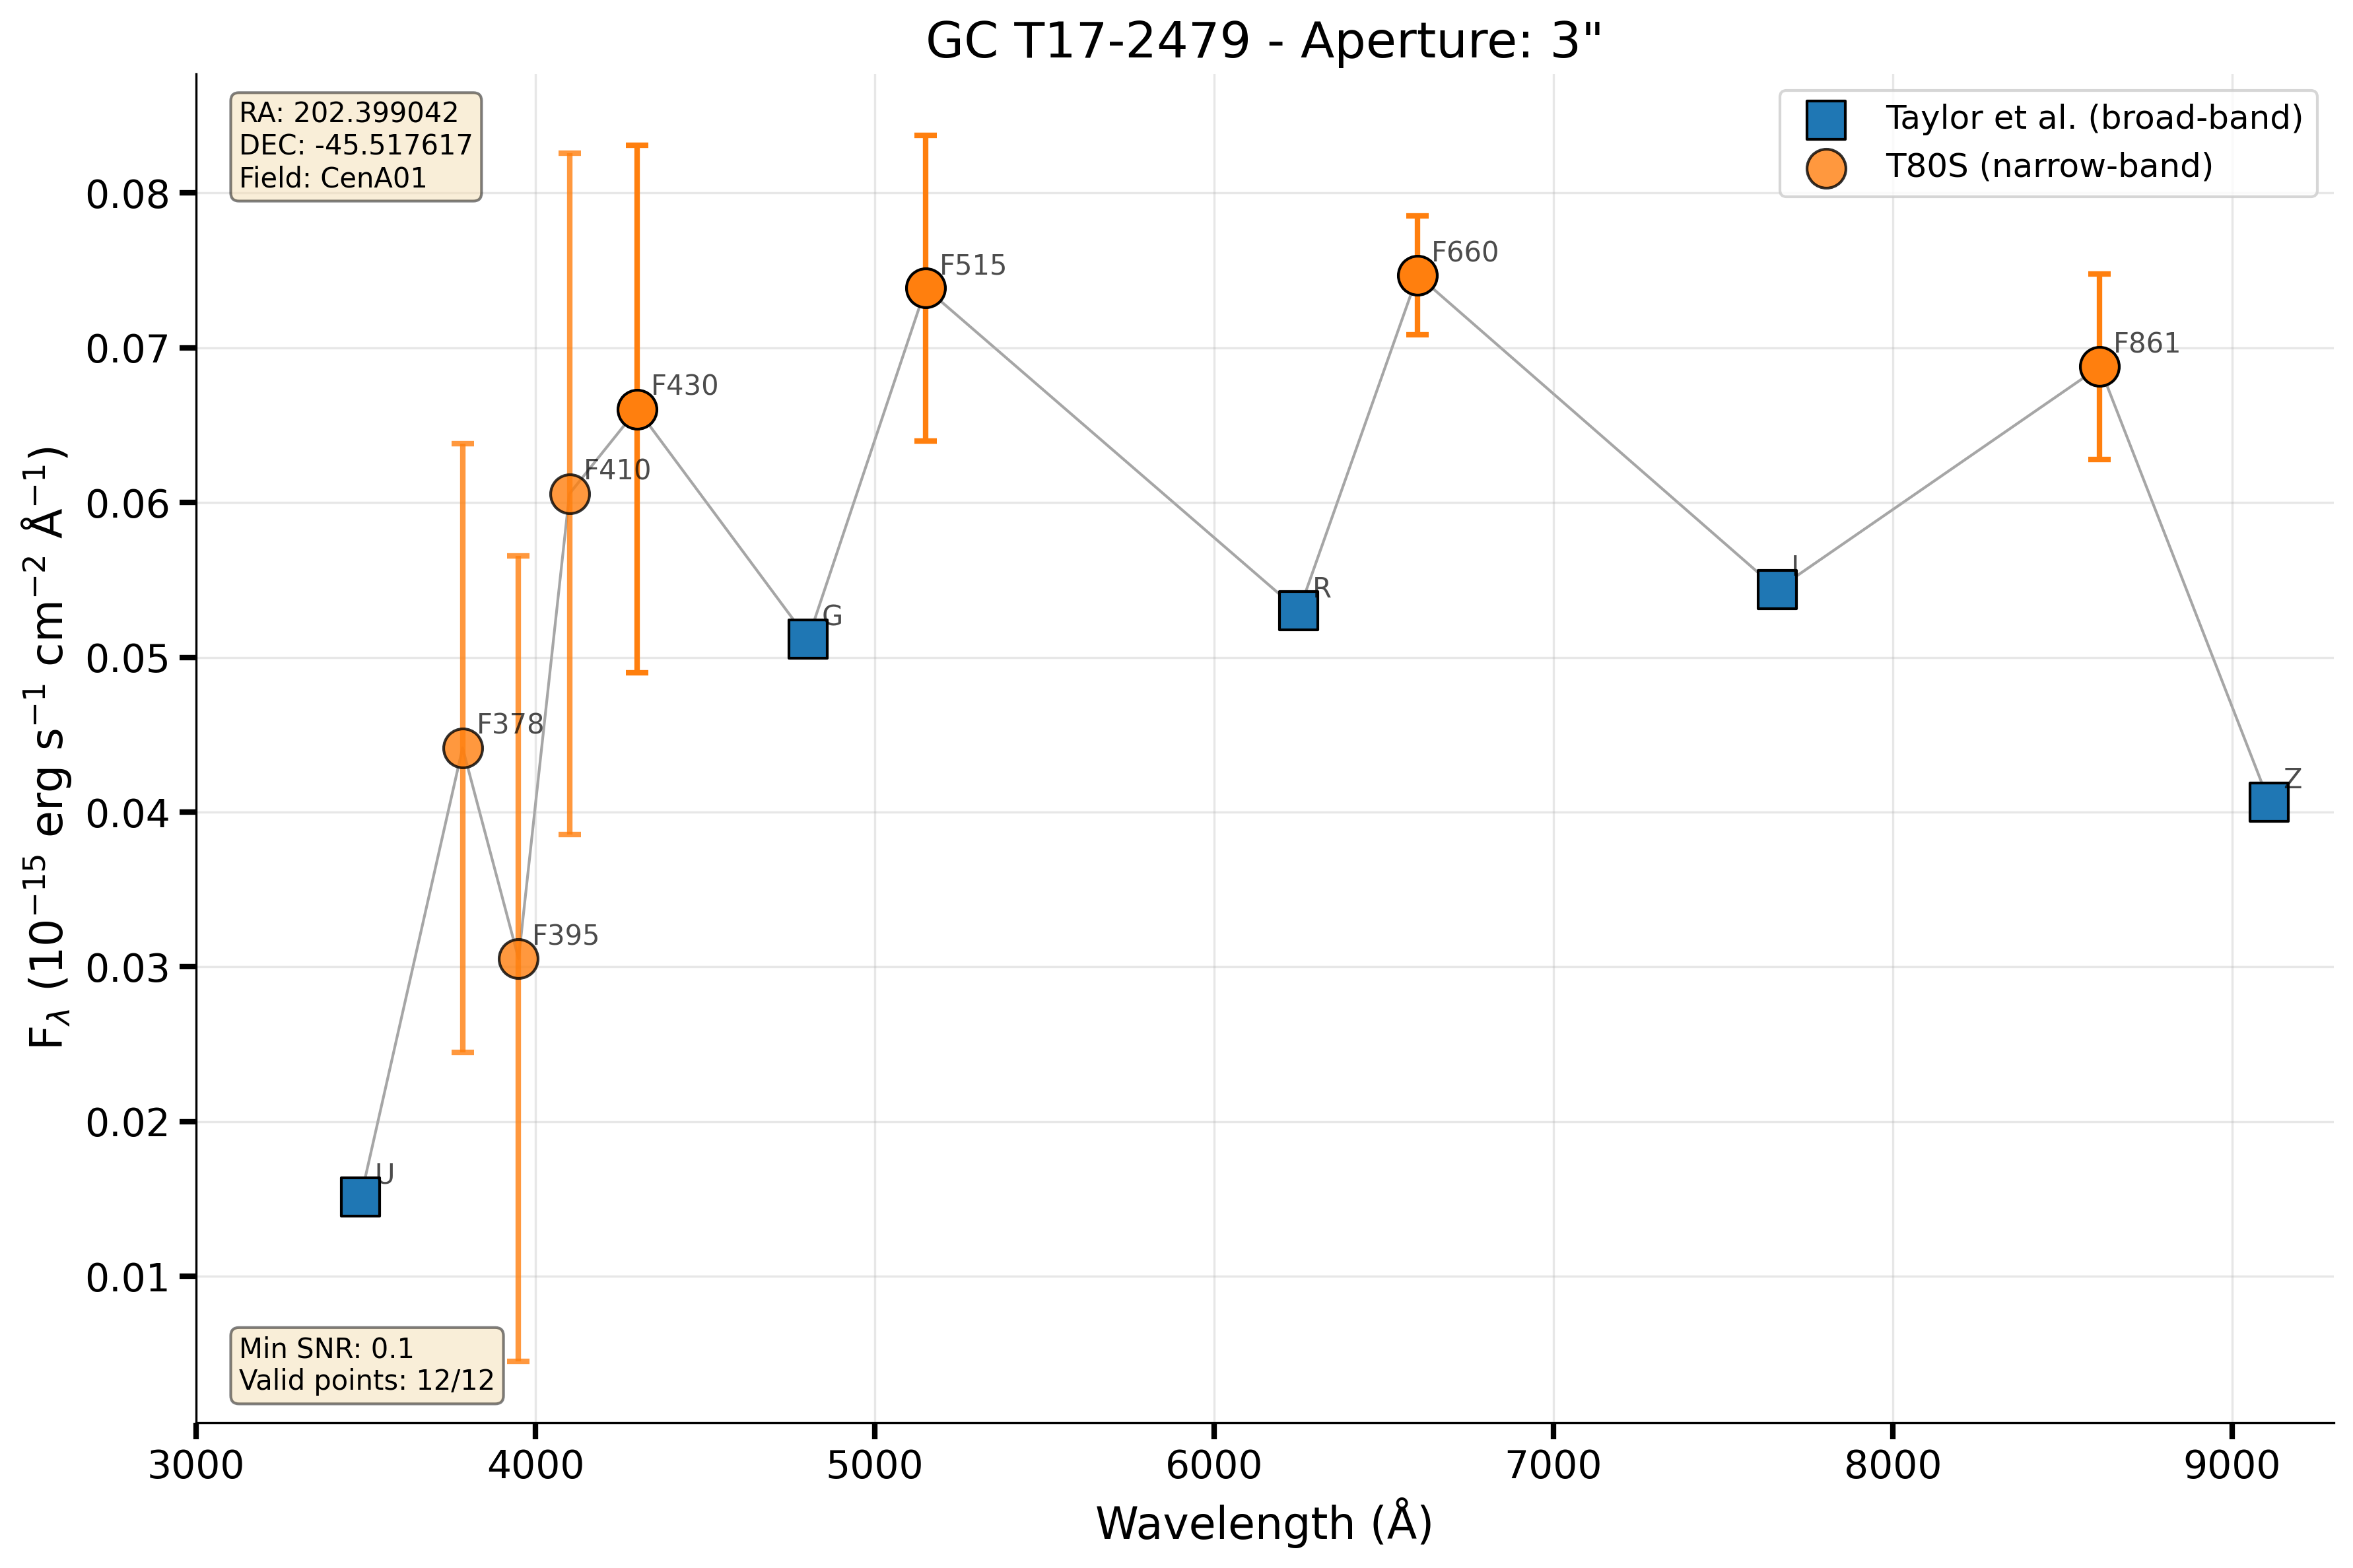 GC T17-2479 - Aperture: 3"
RA: 202.399042
DEC: -45.517617
Field: CenA01
Taylor et al. (broad-band)
T80S (narrow-band)
F515
F660
F861
F430
F410
F378
F395
G
R
I
Z
U
Min SNR: 0.1
Valid points: 12/12
0.08
0.07
0.06
0.05
0.04
0.03
0.02
0.01
F_λ (10⁻¹⁵ erg s⁻¹ cm⁻² Å⁻¹)
3000 4000 5000 6000 7000 8000 9000
Wavelength (Å)